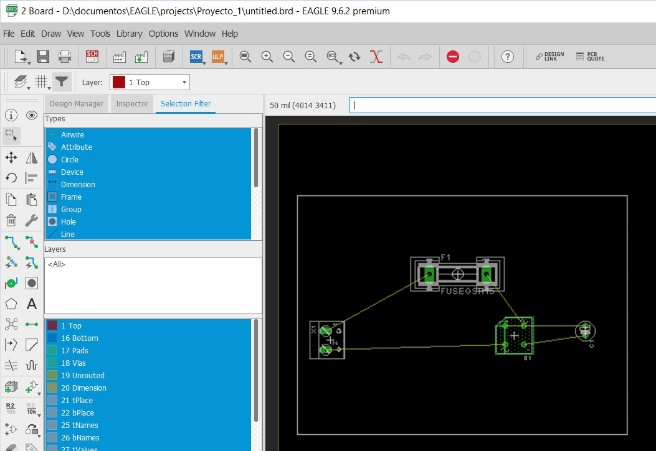 2 Board - D:\documentos\EAGLE\projects\Proyecto_1\untitled.brd - EAGLE 9.6.2 premium
File Edit Draw View Tools Library Options Window Help
SCH SCR ULP DESIGN LINK PCB QUOTE
Layer: 1 Top
Design Manager Inspector Selection Filter
50 mil (4014 3411)
Types
Airwire
Attribute
Circle
Device
Dimension
Frame
Group
Hole
Line
Layers
<All>
1 Top
16 Bottom
17 Pads
18 Vias
19 Unrouted
20 Dimension
21 tPlace
22 bPlace
25 tNames
26 bNames
27 tValues
A
R2
10k
F1
X1
B1
C1